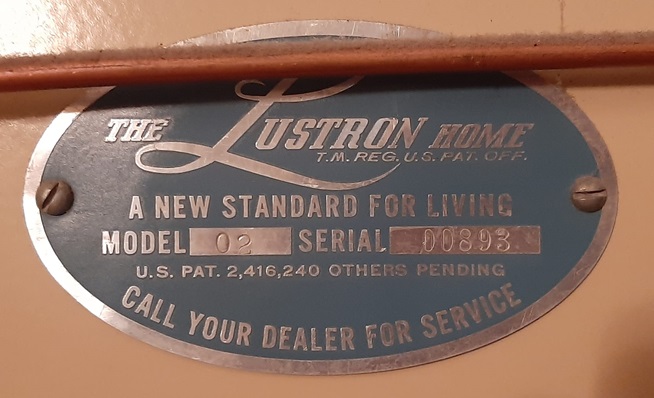 THE LUSTRON HOME
T.M. REG. U.S. PAT. OFF.
A NEW STANDARD FOR LIVING
MODEL 02 SERIAL 00893
U.S. PAT. 2,416,240 OTHERS PENDING
CALL YOUR DEALER FOR SERVICE